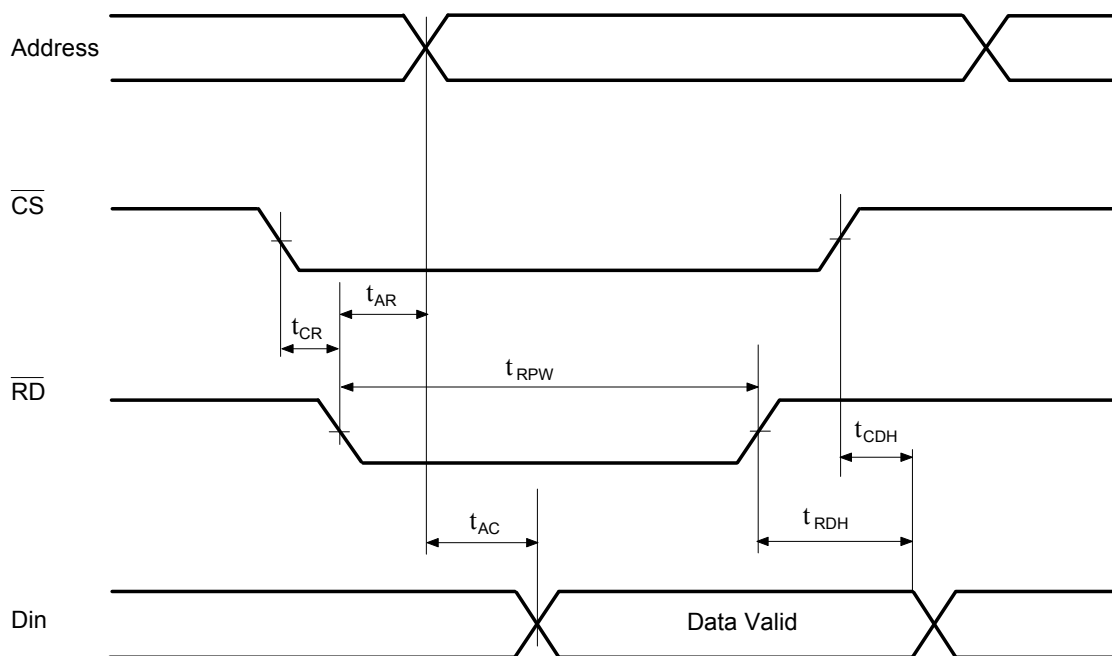 Address
CS
tAR
tCR
tRPW
RD
tCDH
tRDH
tAC
Din
Data Valid